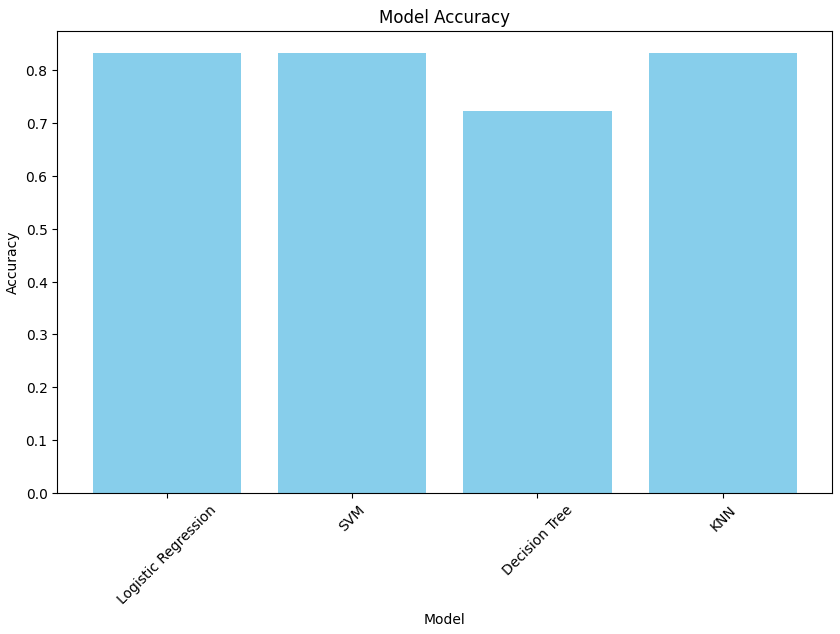 Model Accuracy
Accuracy
0.8
0.7
0.6
0.5
0.4
0.3
0.2
0.1
0.0
Logistic Regression
SVM
Decision Tree
KNN
Model